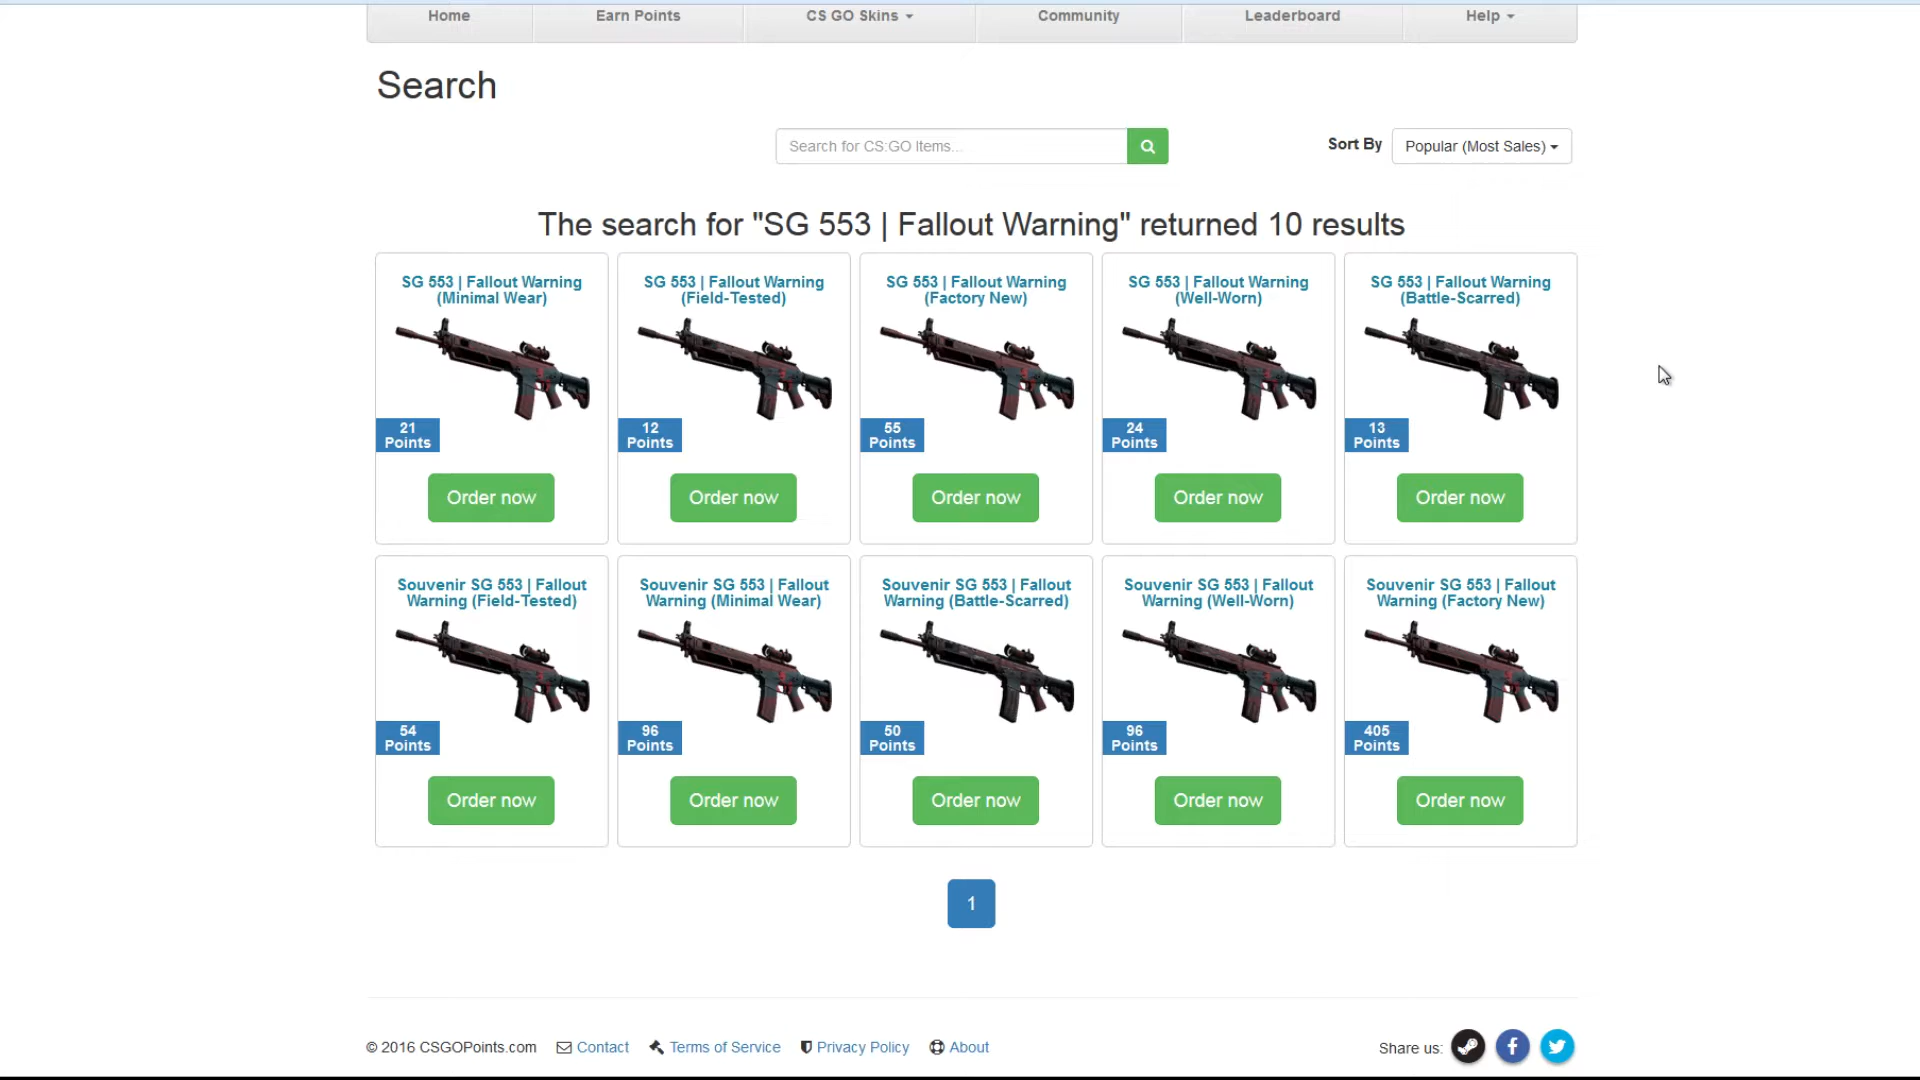 Home Earn Points CS GO Skins Community Leaderboard Help
Search
Search for CS:GO Items... Sort By Popular (Most Sales)
The search for "SG 553 | Fallout Warning" returned 10 results
SG 553 | Fallout Warning
(Minimal Wear)
21
Points
Order now
SG 553 | Fallout Warning
(Field-Tested)
12
Points
Order now
SG 553 | Fallout Warning
(Factory New)
55
Points
Order now
SG 553 | Fallout Warning
(Well-Worn)
24
Points
Order now
SG 553 | Fallout Warning
(Battle-Scarred)
13
Points
Order now
Souvenir SG 553 | Fallout
Warning (Field-Tested)
54
Points
Order now
Souvenir SG 553 | Fallout
Warning (Minimal Wear)
96
Points
Order now
Souvenir SG 553 | Fallout
Warning (Battle-Scarred)
50
Points
Order now
Souvenir SG 553 | Fallout
Warning (Well-Worn)
96
Points
Order now
Souvenir SG 553 | Fallout
Warning (Factory New)
405
Points
Order now
1
© 2016 CSGOPoints.com Contact Terms of Service Privacy Policy About Share us: